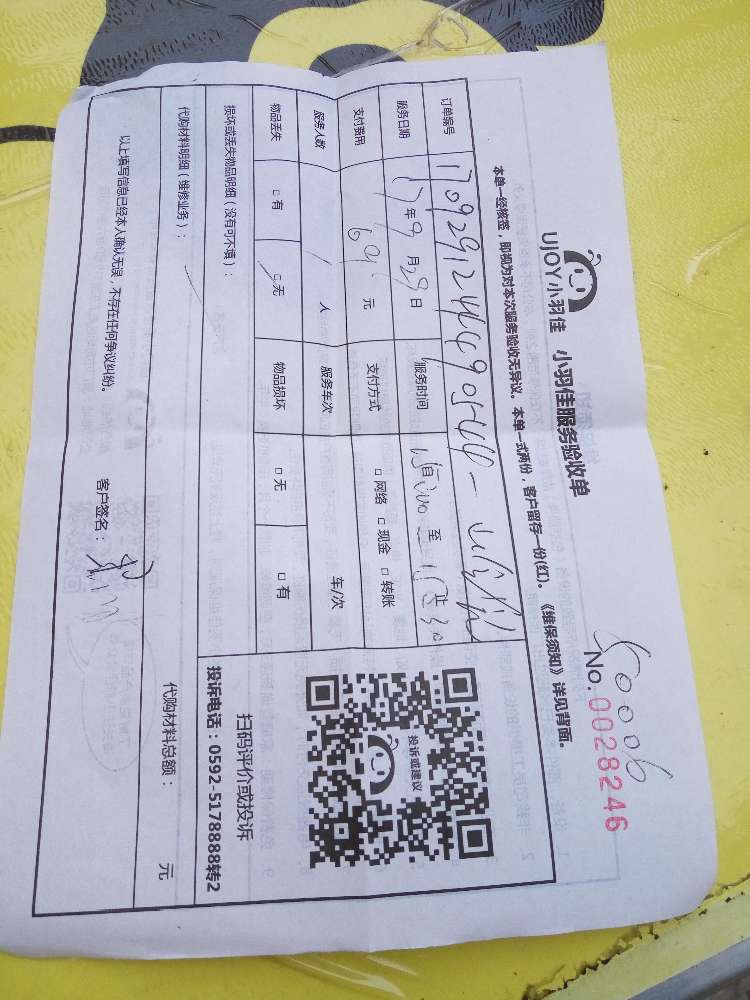 UJOY小羽佳 小羽佳服务验收单
60006
No.0028246
本单一经核签，即视为对本次服务验收无异议。本单一式两份，客户留存一份(红)。《维保须知》详见背面。
订单编号
服务日期 17年9月29日 服务时间 自 至
支付费用 元 支付方式 □网络 □现金 □转账
服务人数 1人 服务车次 车/次
物品丢失 □有 □无 物品损坏 □无 □有
损坏或丢失物品明细（没有可不填）：
代购材料明细（维修业务）：
代购材料总额： 元
以上填写信息已经本人确认无误，不存在任何争议纠纷。 客户签名：
投诉或建议
扫码评价或投诉
投诉电话：0592-5178888转2